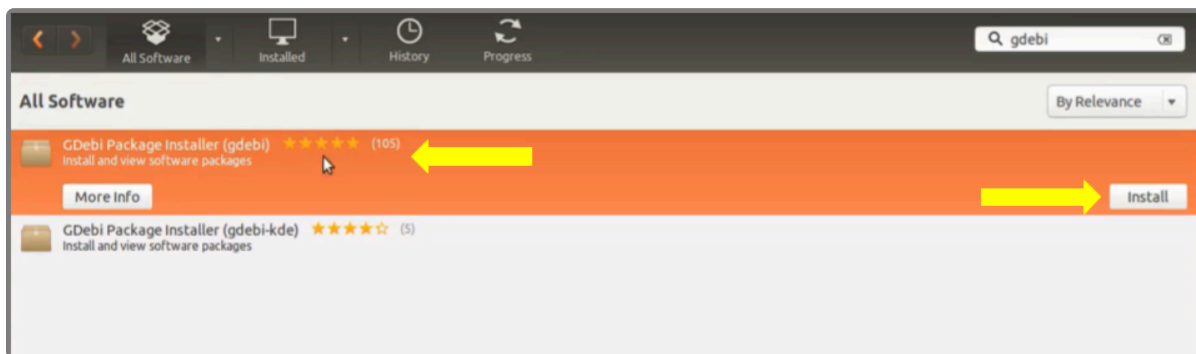 All Software
Installed
History
Progress
gdebi
All Software
By Relevance
GDebi Package Installer (gdebi) (105)
Install and view software packages
More Info
Install
GDebi Package Installer (gdebi-kde) (5)
Install and view software packages